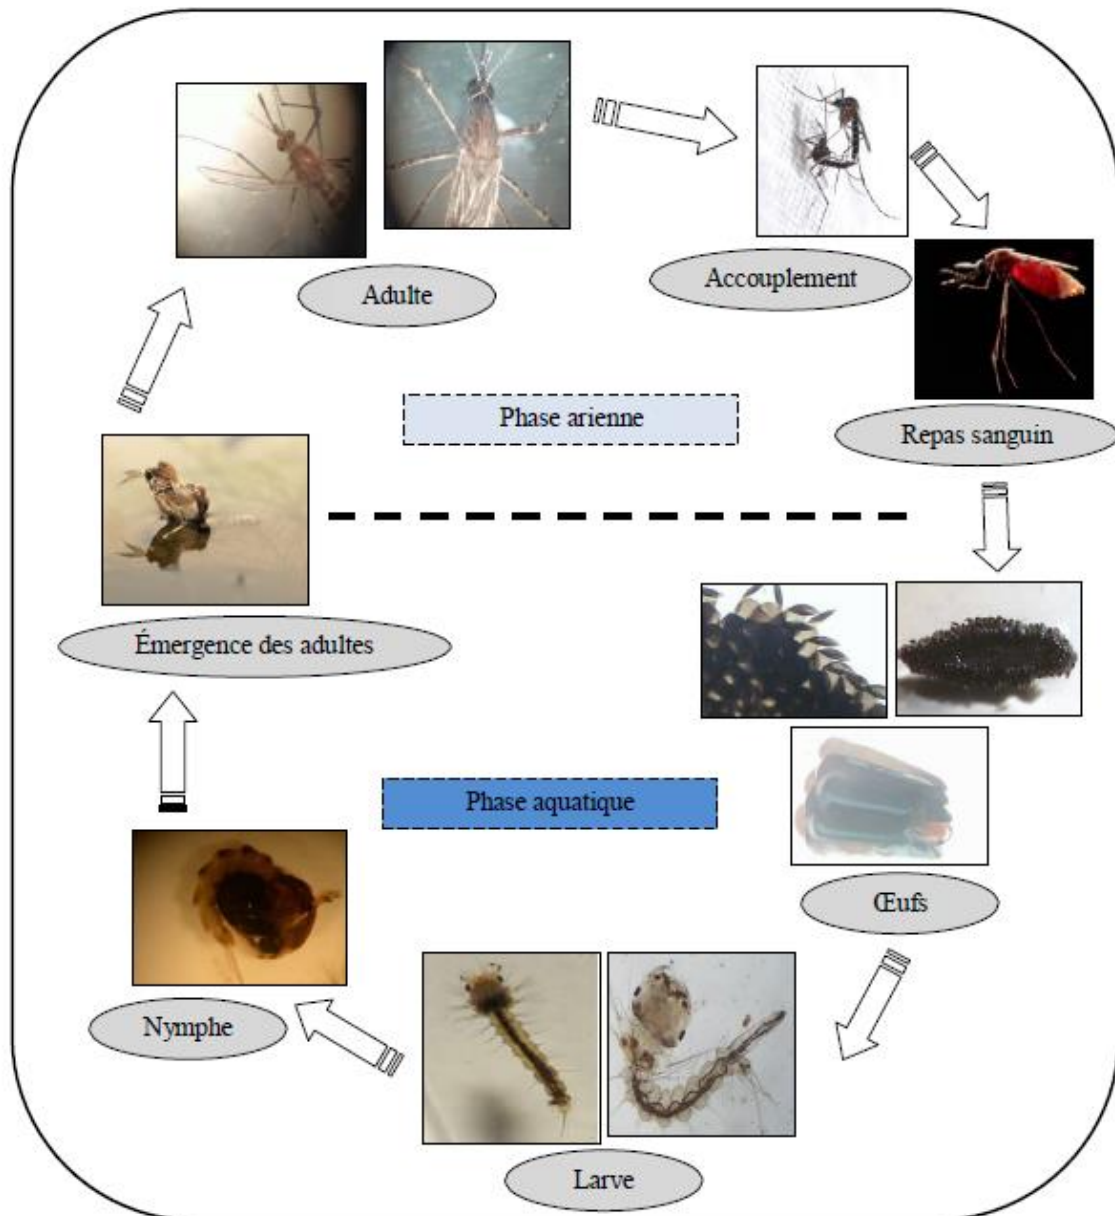 Adulte
Accouplement
Phase arienne
Repas sanguin
Émergence des adultes
Phase aquatique
Œufs
Nymphe
Larve